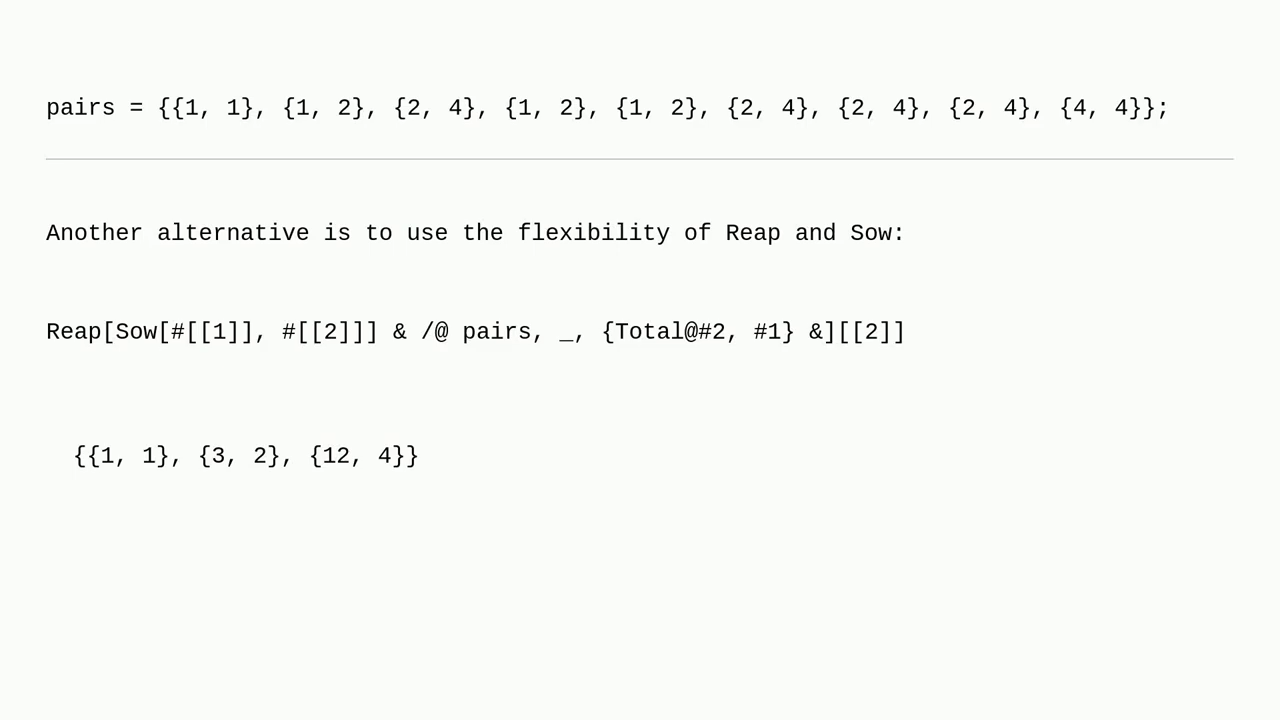 pairs = {{1, 1}, {1, 2}, {2, 4}, {1, 2}, {1, 2}, {2, 4}, {2, 4}, {2, 4}, {4, 4}};
Another alternative is to use the flexibility of Reap and Sow:
Reap[Sow[#[[1]], #[[2]]] & /@ pairs, _, {Total@#2, #1} &][[2]]
{{1, 1}, {3, 2}, {12, 4}}